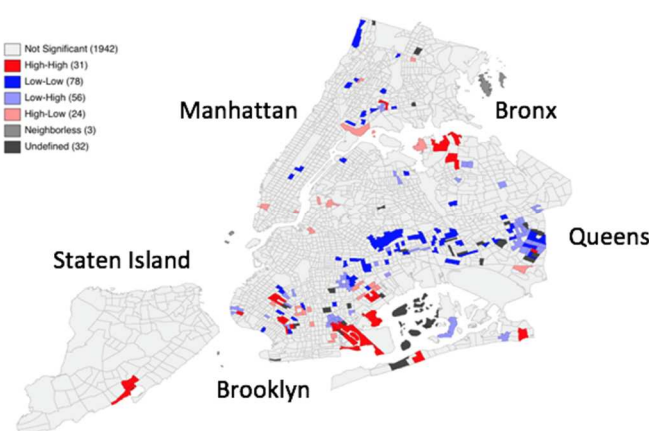 Not Significant (1942)
High-High (31)
Low-Low (78)
Low-High (56)
High-Low (24)
Neighborless (3)
Undefined (32)
Manhattan
Bronx
Queens
Staten Island
Brooklyn